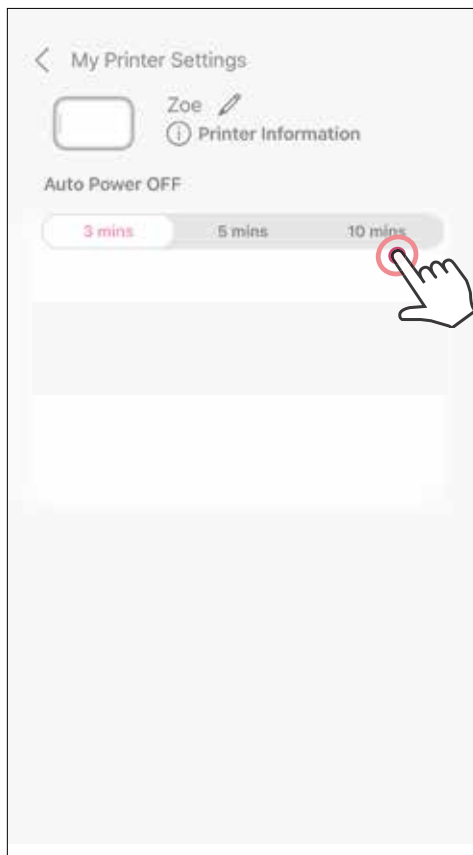 My Printer Settings
Zoe
Printer Information
Auto Power OFF
3 mins 5 mins 10 mins